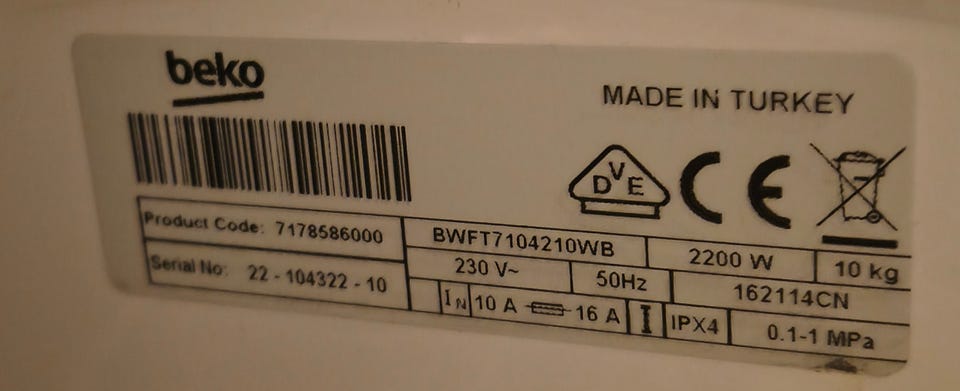 beko
MADE IN TURKEY
DVE
CE
Product Code: 7178586000
Serial No: 22 - 104322 - 10
BWFT7104210WB
2200 W
10 kg
230 V~
50Hz
162114CN
IN
10 A
16 A
I
IPX4
0.1-1 MPa